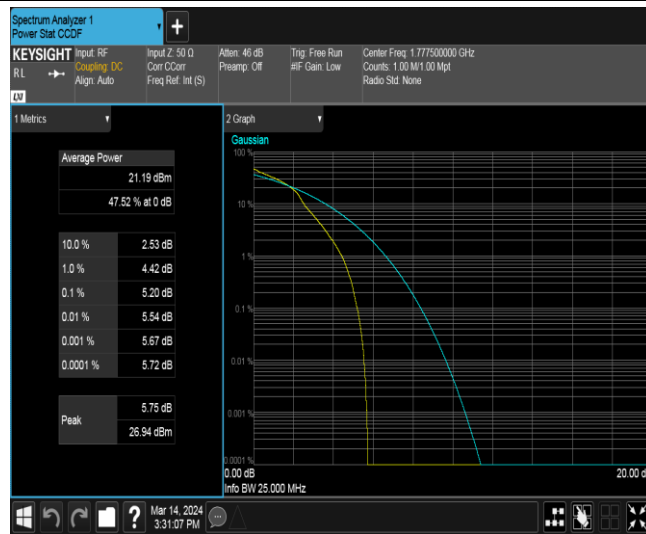 Spectrum Analyzer 1
Power Stat CCDF
+
KEYSIGHT
RL
LXI
Input: RF
Coupling: DC
Align: Auto
Input Z: 50 Ω
Corr CCorr
Freq Ref: Int (S)
Atten: 46 dB
Preamp: Off
Trig: Free Run
#IF Gain: Low
Center Freq: 1.777500000 GHz
Counts: 1.00 M/1.00 Mpt
Radio Std: None
1 Metrics
Average Power
21.19 dBm
47.52 % at 0 dB
10.0 % 2.53 dB
1.0 % 4.42 dB
0.1 % 5.20 dB
0.01 % 5.54 dB
0.001 % 5.67 dB
0.0001 % 5.72 dB
Peak
5.75 dB
26.94 dBm
2 Graph
Gaussian
100 %
10 %
1 %
0.1 %
0.01 %
0.001 %
0.0001 %
0.00 dB
20.00 d
Info BW 25.000 MHz
?
Mar 14, 2024
3:31:07 PM